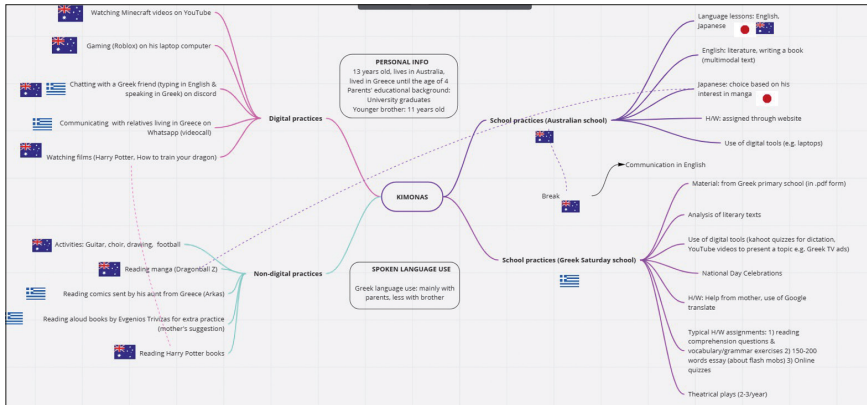 Watching Minecraft videos on YouTube
Gaming (Roblox) on his laptop computer
Chatting with a Greek friend (typing in English &
speaking in Greek) on discord
Communicating with relatives living in Greece on
Whatsapp (videocall)
Watching films (Harry Potter, How to train your dragon)
Digital practices
PERSONAL INFO
13 years old, lives in Australia,
lived in Greece until the age of 4
Parents' educational background:
University graduates
Younger brother: 11 years old
KIMONAS
Activities: Guitar, choir, drawing, football
Reading manga (Dragonball Z)
Reading comics sent by his aunt from Greece (Arkas)
Reading aloud books by Evgenios Trivizas for extra practice
(mother's suggestion)
Reading Harry Potter books
Non-digital practices
SPOKEN LANGUAGE USE
Greek language use: mainly with
parents, less with brother
School practices (Australian school)
Language lessons: English,
Japanese
English: literature, writing a book
(multimodal text)
Japanese: choice based on his
interest in manga
H/W: assigned through website
Use of digital tools (e.g. laptops)
Break
Communication in English
School practices (Greek Saturday school)
Material: from Greek primary school (in .pdf form)
Analysis of literary texts
Use of digital tools (kahoot quizzes for dictation,
YouTube videos to present a topic e.g. Greek TV ads)
National Day Celebrations
H/W: Help from mother, use of Google
translate
Typical H/W assignments: 1) reading
comprehension questions &
vocabulary/grammar exercises 2) 150-200
words essay (about flash mobs) 3) Online
quizzes
Theatrical plays (2-3/year)